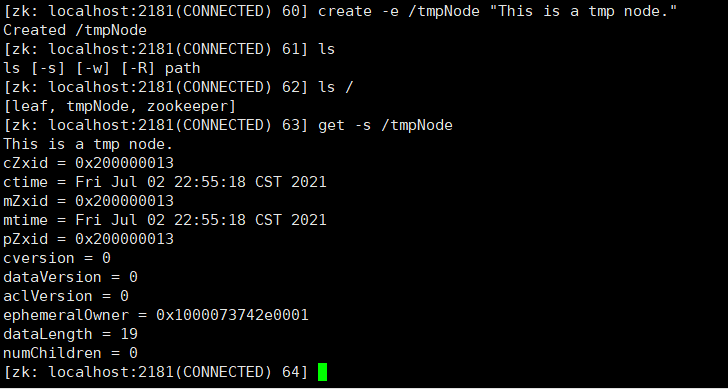 [zk: localhost:2181(CONNECTED) 60] create -e /tmpNode "This is a tmp node."
Created /tmpNode
[zk: localhost:2181(CONNECTED) 61] ls
ls [-s] [-w] [-R] path
[zk: localhost:2181(CONNECTED) 62] ls /
[leaf, tmpNode, zookeeper]
[zk: localhost:2181(CONNECTED) 63] get -s /tmpNode
This is a tmp node.
cZxid = 0x200000013
ctime = Fri Jul 02 22:55:18 CST 2021
mZxid = 0x200000013
mtime = Fri Jul 02 22:55:18 CST 2021
pZxid = 0x200000013
cversion = 0
dataVersion = 0
aclVersion = 0
ephemeralOwner = 0x1000073742e0001
dataLength = 19
numChildren = 0
[zk: localhost:2181(CONNECTED) 64]